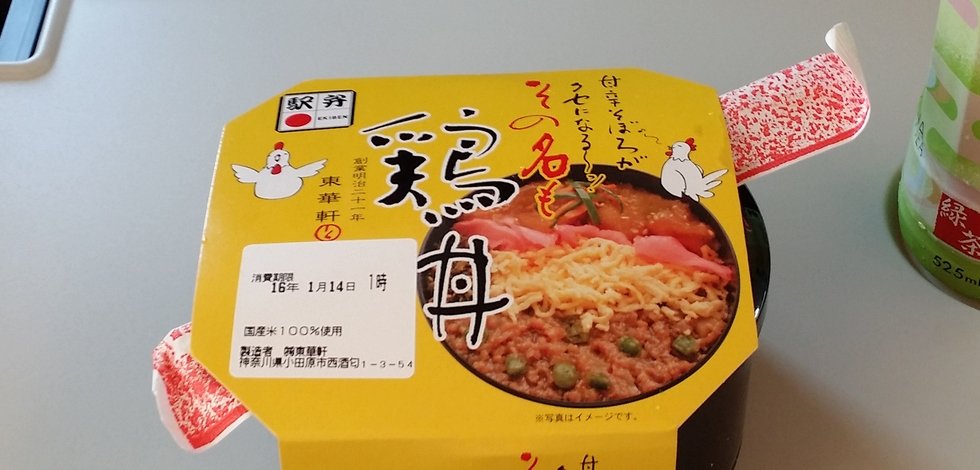 駅弁
EKIBEN
甘辛そぼろが
クセになる～ン
その名も
鶏丼
創業明治二十一年
東華軒
消費期限
16年 1月14日 1時
国産米100%使用
製造者 ㈱東華軒
神奈川県小田原市西酒匂1-3-54
※写真はイメージです。
緑茶
525ml
その
甘